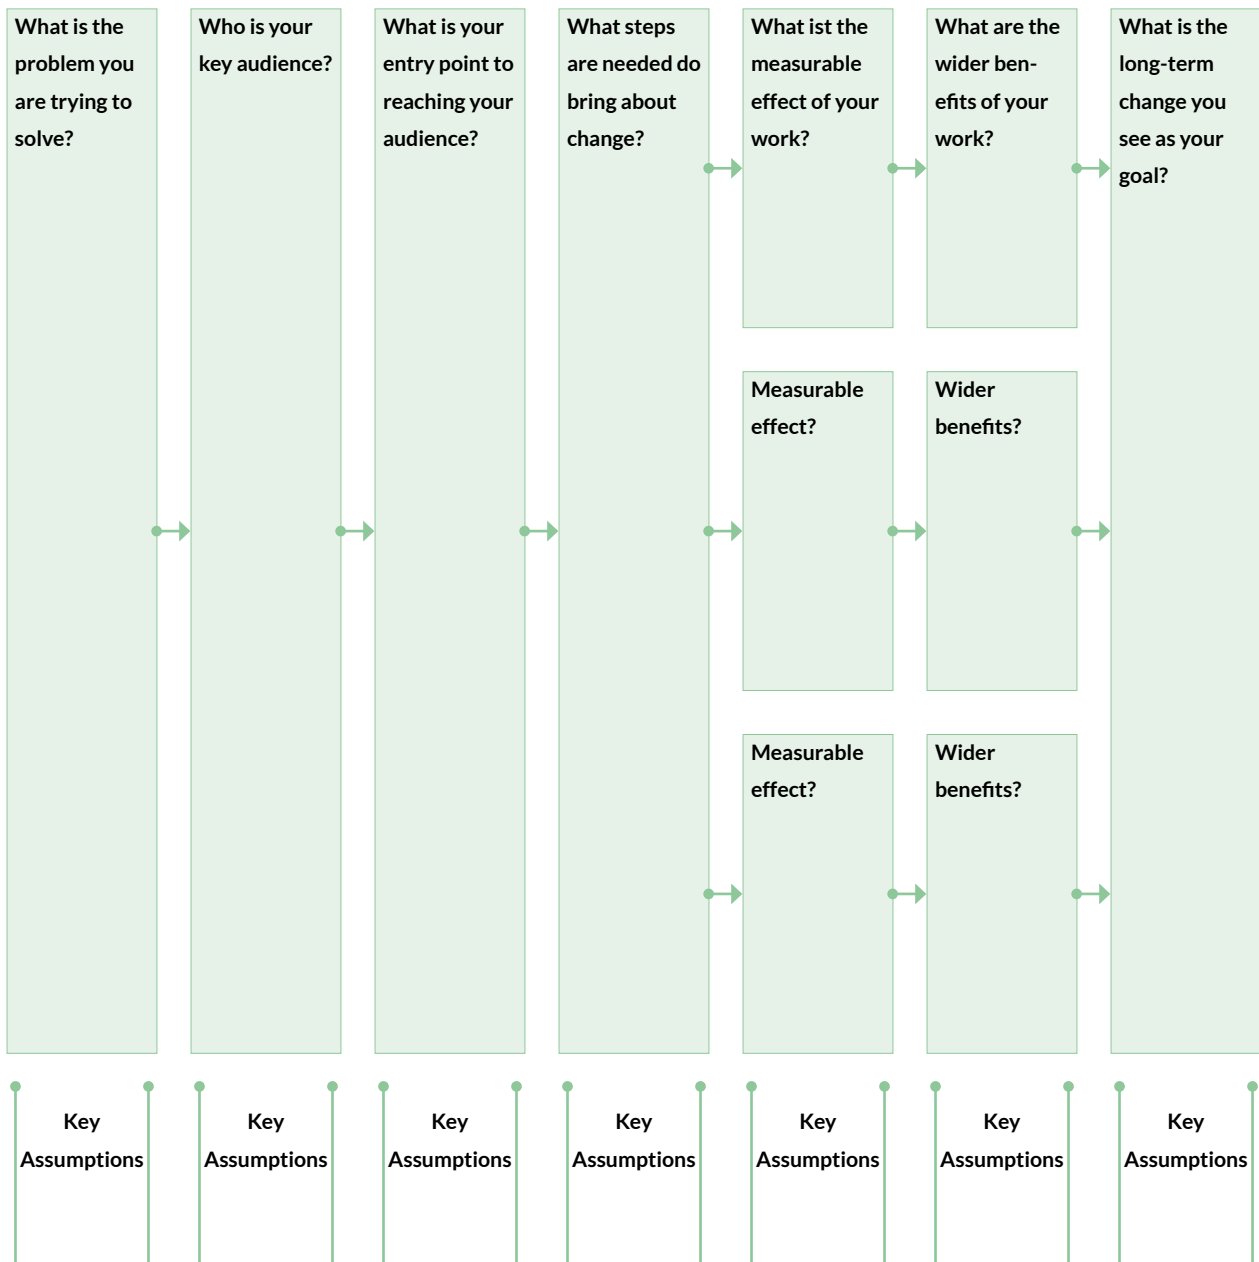 What is the
problem you
are trying to
solve?
Who is your
key audience?
What is your
entry point to
reaching your
audience?
What steps
are needed do
bring about
change?
What ist the
measurable
effect of your
work?
What are the
wider ben-
efits of your
work?
What is the
long-term
change you
see as your
goal?
Measurable
effect?
Wider
benefits?
Measurable
effect?
Wider
benefits?
Key
Assumptions
Key
Assumptions
Key
Assumptions
Key
Assumptions
Key
Assumptions
Key
Assumptions
Key
Assumptions